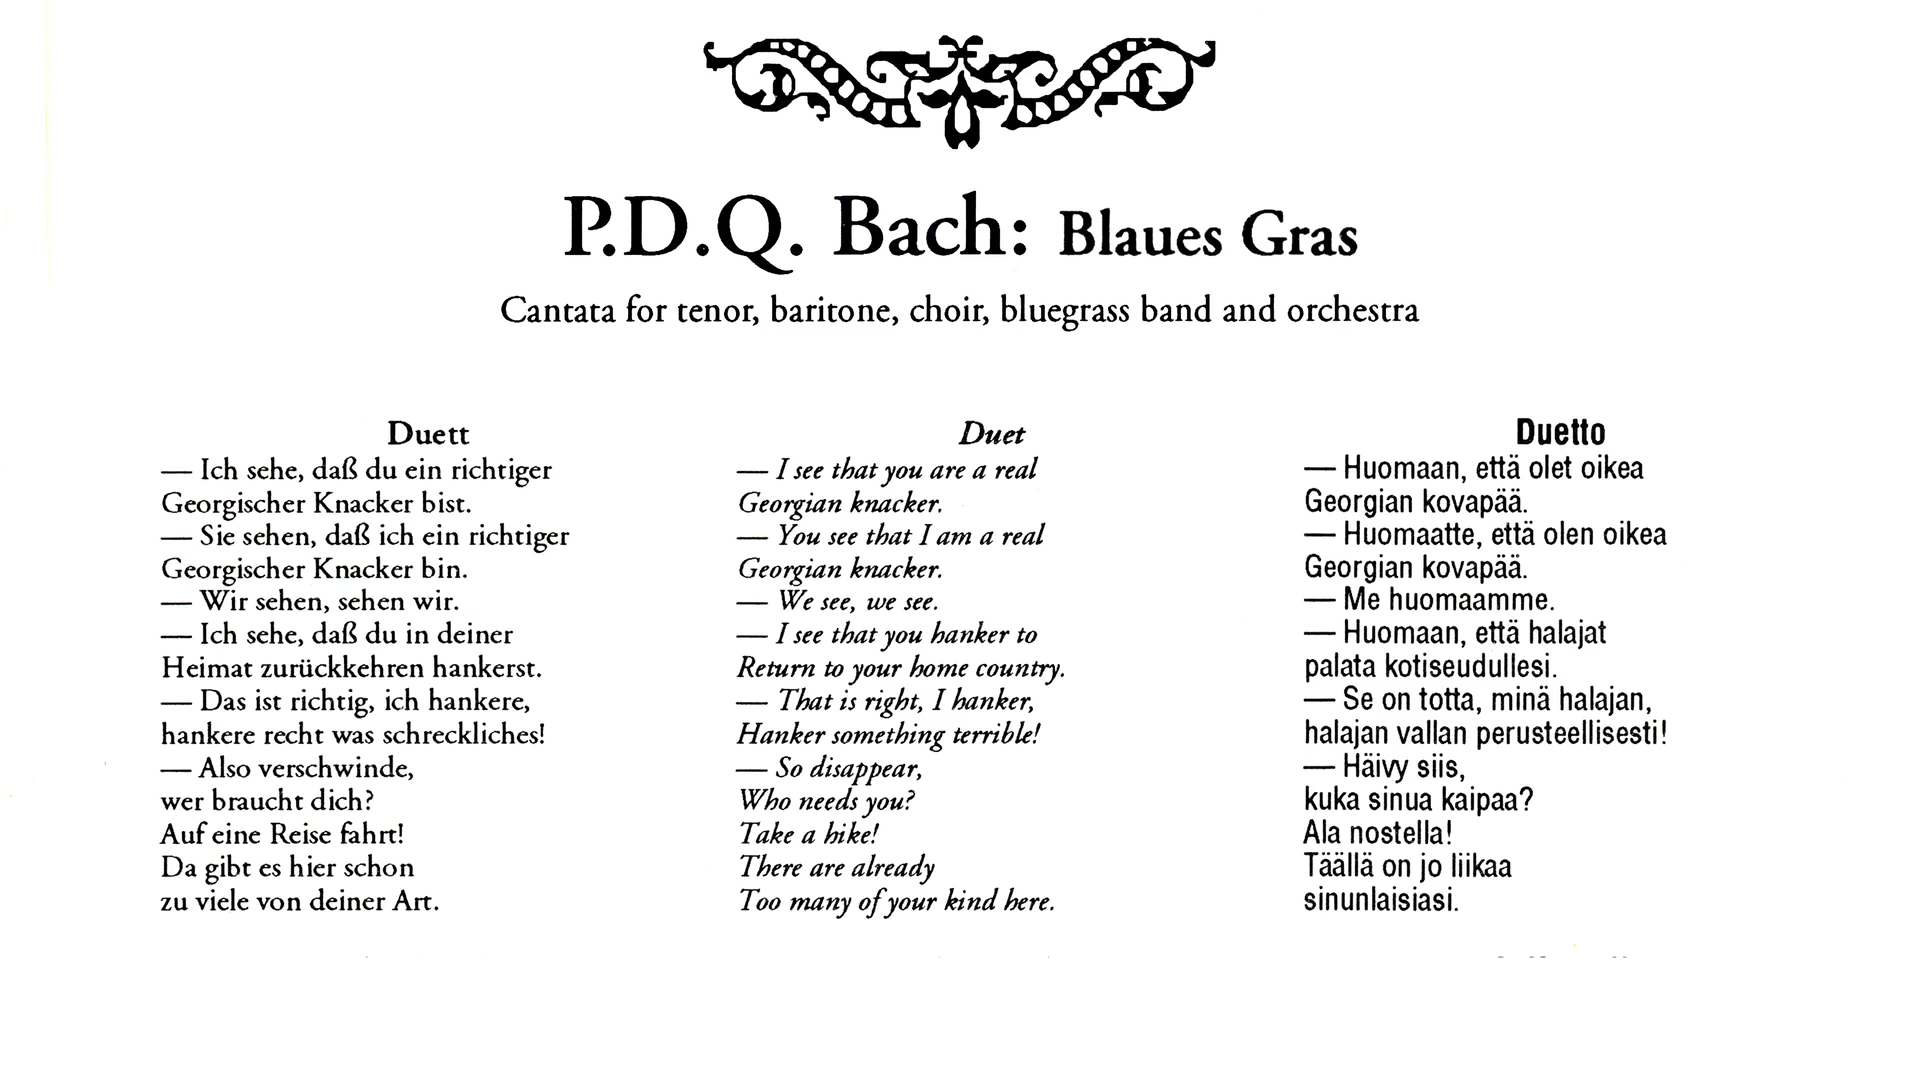 P.D.Q. Bach: Blaues Gras
Cantata for tenor, baritone, choir, bluegrass band and orchestra
Duett
— Ich sehe, daß du ein richtiger
Georgischer Knacker bist.
— Sie sehen, daß ich ein richtiger
Georgischer Knacker bin.
— Wir sehen, sehen wir.
— Ich sehe, daß du in deiner
Heimat zurückkehren hankerst.
— Das ist richtig, ich hankere,
hankere recht was schreckliches!
— Also verschwinde,
wer braucht dich?
Auf eine Reise fahrt!
Da gibt es hier schon
zu viele von deiner Art.
Duet
— I see that you are a real
Georgian knacker.
— You see that I am a real
Georgian knacker.
— We see, we see.
— I see that you hanker to
Return to your home country.
— That is right, I hanker,
Hanker something terrible!
— So disappear,
Who needs you?
Take a hike!
There are already
Too many of your kind here.
Duetto
— Huomaan, että olet oikea
Georgian kovapää.
— Huomaatte, että olen oikea
Georgian kovapää.
— Me huomaamme.
— Huomaan, että halajat
palata kotiseudullesi.
— Se on totta, minä halajan,
halajan vallan perusteellisesti!
— Häivy siis,
kuka sinua kaipaa?
Ala nostella!
Täällä on jo liikaa
sinunlaisiasi.